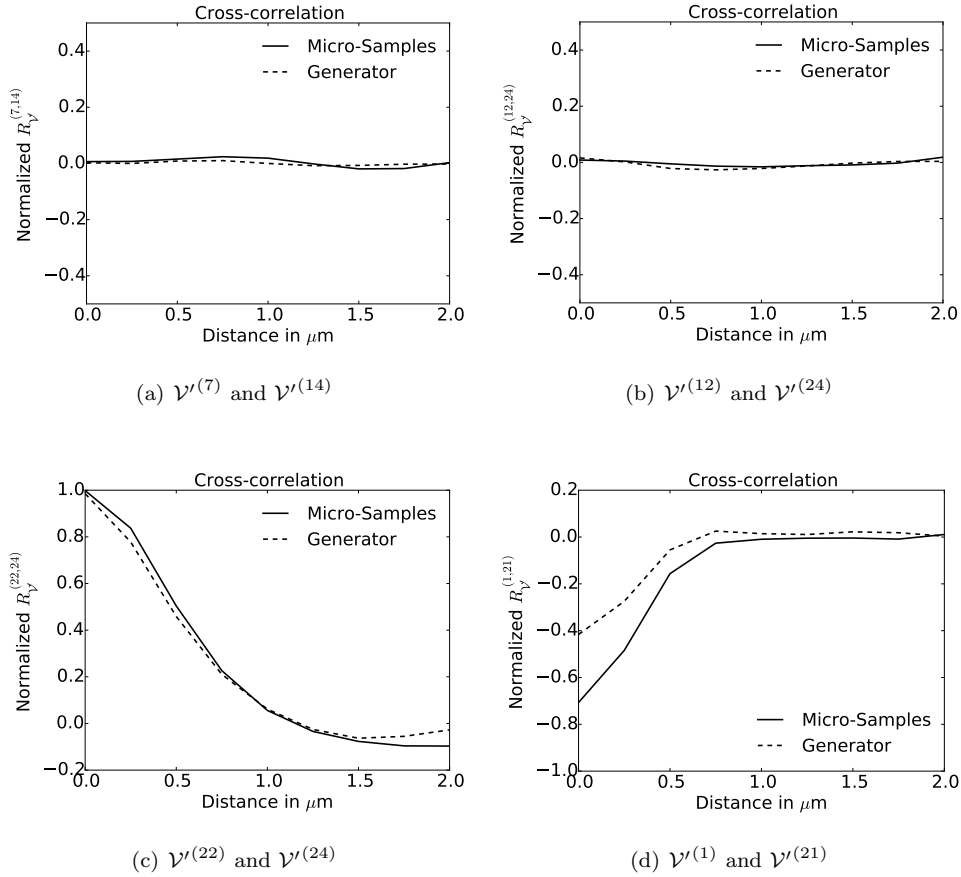 Cross-correlation
0.4
0.2
0.0
−0.2
−0.4
Normalized R_𝒱^(7,14)
Micro-Samples
Generator
0.0 0.5 1.0 1.5 2.0
Distance in μm
(a) 𝒱′^(7) and 𝒱′^(14)
Cross-correlation
0.4
0.2
0.0
−0.2
−0.4
Normalized R_𝒱^(12,24)
Micro-Samples
Generator
0.0 0.5 1.0 1.5 2.0
Distance in μm
(b) 𝒱′^(12) and 𝒱′^(24)
Cross-correlation
1.0
0.8
0.6
0.4
0.2
0.0
−0.2
Normalized R_𝒱^(22,24)
Micro-Samples
Generator
0.0 0.5 1.0 1.5 2.0
Distance in μm
(c) 𝒱′^(22) and 𝒱′^(24)
Cross-correlation
0.2
0.0
−0.2
−0.4
−0.6
−0.8
−1.0
Normalized R_𝒱^(1,21)
Micro-Samples
Generator
0.0 0.5 1.0 1.5 2.0
Distance in μm
(d) 𝒱′^(1) and 𝒱′^(21)